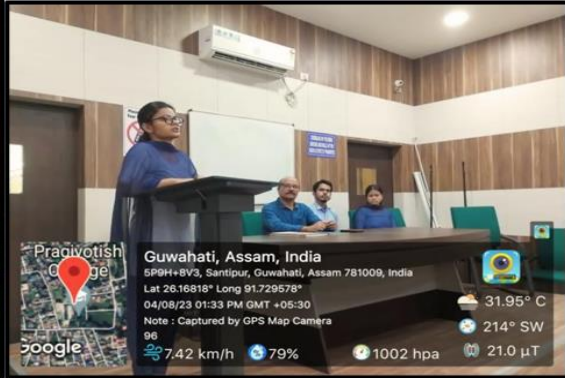 Pragjyotish
College
Google
Guwahati, Assam, India
5P9H+8V3, Santipur, Guwahati, Assam 781009, India
Lat 26.16818° Long 91.729578°
04/08/23 01:33 PM GMT +05:30
Note : Captured by GPS Map Camera
96
7.42 km/h
79%
1002 hpa
31.95° C
214° SW
21.0 µT